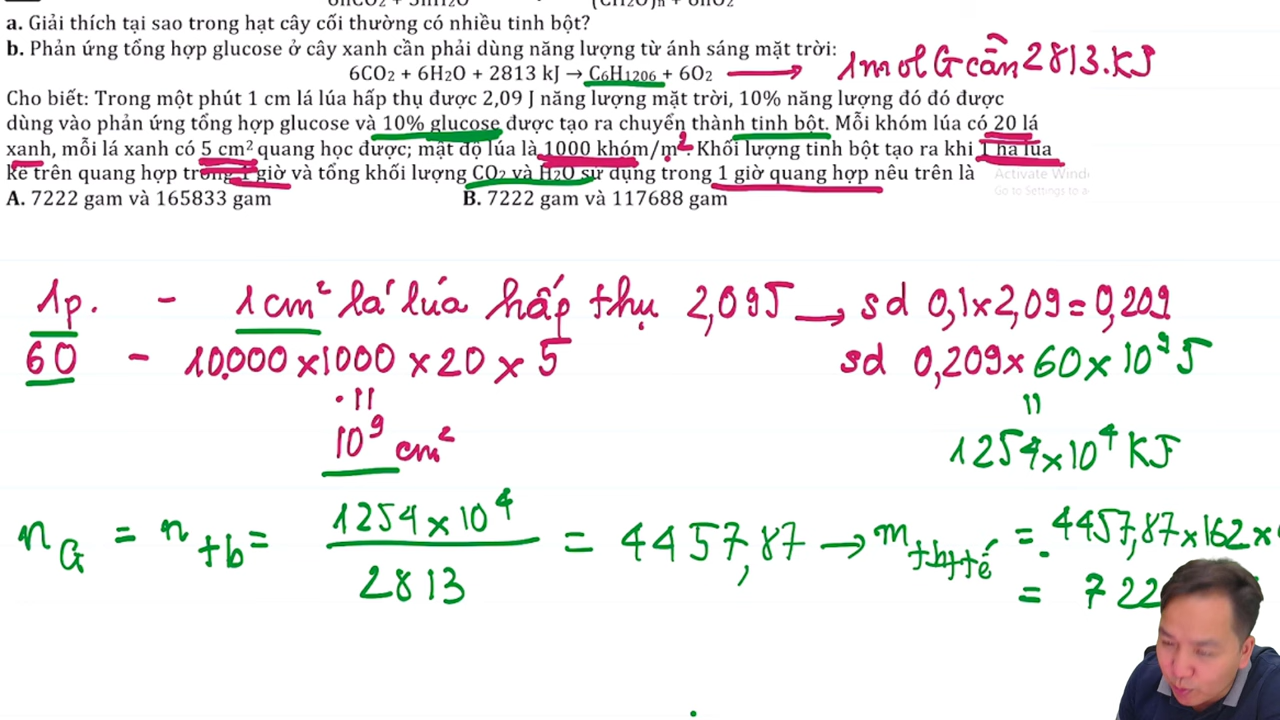 a. Giải thích tại sao trong hạt cây cối thường có nhiều tinh bột?
b. Phản ứng tổng hợp glucose ở cây xanh cần phải dùng năng lượng từ ánh sáng mặt trời:
6CO2 + 6H2O + 2813 kJ → C6H1206 + 6O2
1mol G cần 2813.KJ
Cho biết: Trong một phút 1 cm lá lúa hấp thụ được 2,09 J năng lượng mặt trời, 10% năng lượng đó đó được
dùng vào phản ứng tổng hợp glucose và 10% glucose được tạo ra chuyển thành tinh bột. Mỗi khóm lúa có 20 lá
xanh, mỗi lá xanh có 5 cm² quang học được; mật độ lúa là 1000 khóm/m². Khối lượng tinh bột tạo ra khi 1 ha lúa
kể trên quang hợp trong 1 giờ và tổng khối lượng CO2 và H2O sử dụng trong 1 giờ quang hợp nêu trên là
Activate Wind
Go to Settings to a
A. 7222 gam và 165833 gam B. 7222 gam và 117688 gam
1p. - 1cm² lá lúa hấp thụ 2,09J → sd 0,1x2,09=0,209
60 - 10.000 x 1000 x 20 x 5 sd 0,209 x 60 x 10⁹ J
10⁹ cm² 1254 x 10⁴ KJ
nG = ntb = 1254 x 10⁴ / 2813 = 4457,87 → mtbttế = 4457,87 x 162 x
= 722